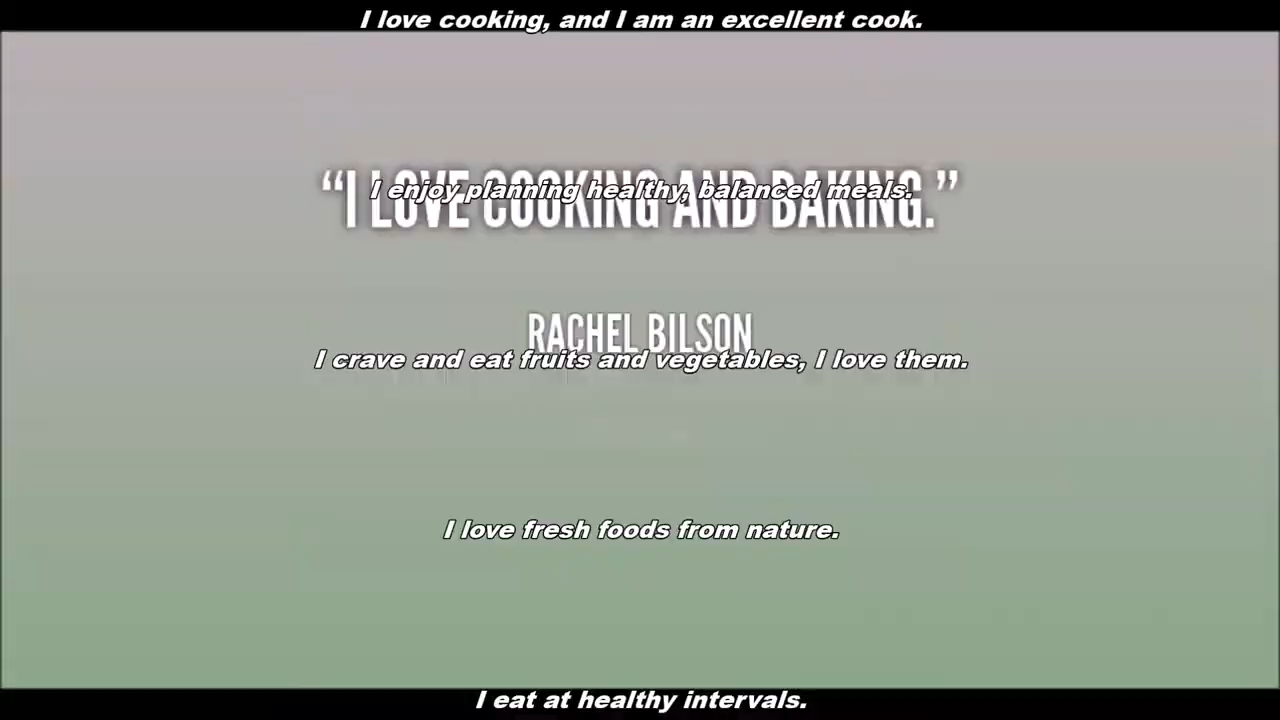 I love cooking, and I am an excellent cook.
I enjoy planning healthy, balanced meals.
“I LOVE COOKING AND BAKING.”
RACHEL BILSON
I crave and eat fruits and vegetables, I love them.
I love fresh foods from nature.
I eat at healthy intervals.